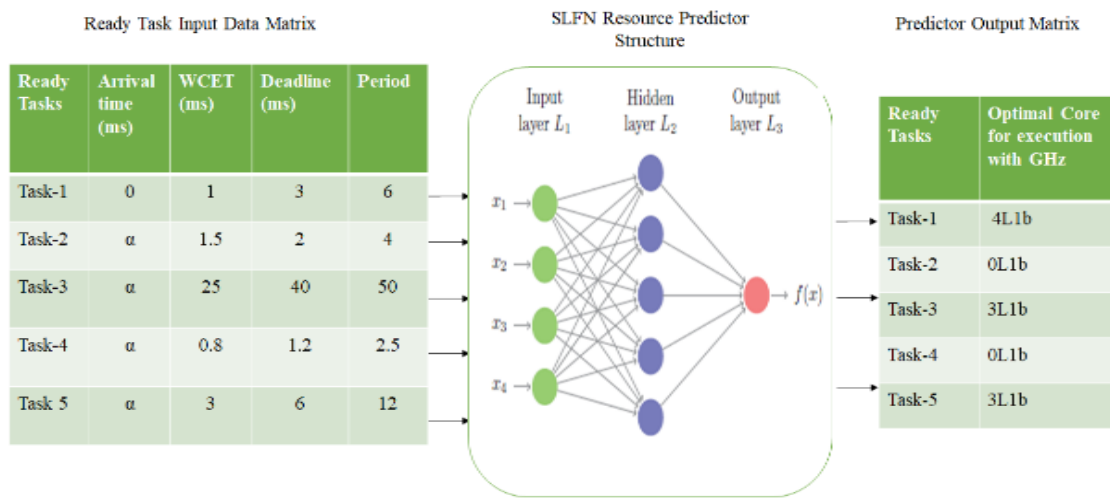 Ready Task Input Data Matrix
SLFN Resource Predictor
Structure
Predictor Output Matrix
Ready
Tasks
Arrival
time
(ms)
WCET
(ms)
Deadline
(ms)
Period
Task-1 0 1 3 6
Task-2 α 1.5 2 4
Task-3 α 25 40 50
Task-4 α 0.8 1.2 2.5
Task 5 α 3 6 12
Input
layer L₁
Hidden
layer L₂
Output
layer L₃
x₁
x₂
x₃
x₄
f(x)
Ready
Tasks
Optimal Core
for execution
with GHz
Task-1 4L1b
Task-2 0L1b
Task-3 3L1b
Task-4 0L1b
Task-5 3L1b